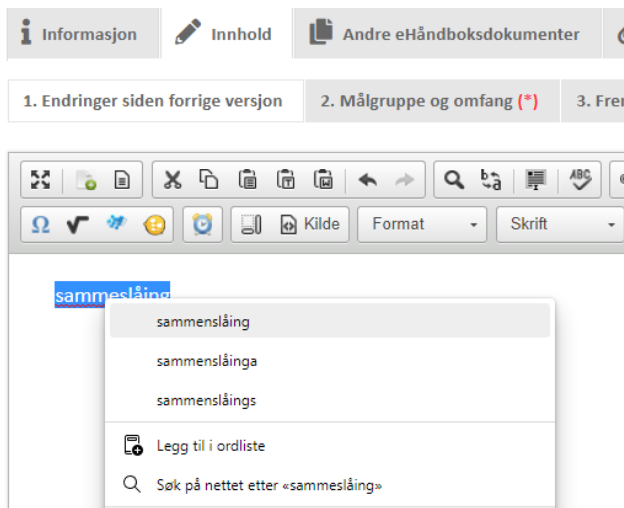 Informasjon
Innhold
Andre eHåndboksdokumenter
1. Endringer siden forrige versjon
2. Målgruppe og omfang (*)
3. Fre
ABC
Ω
Kilde
Format
Skrift
sammeslåing
sammenslåing
sammenslåinga
sammenslåings
Legg til i ordliste
Søk på nettet etter «sammeslåing»